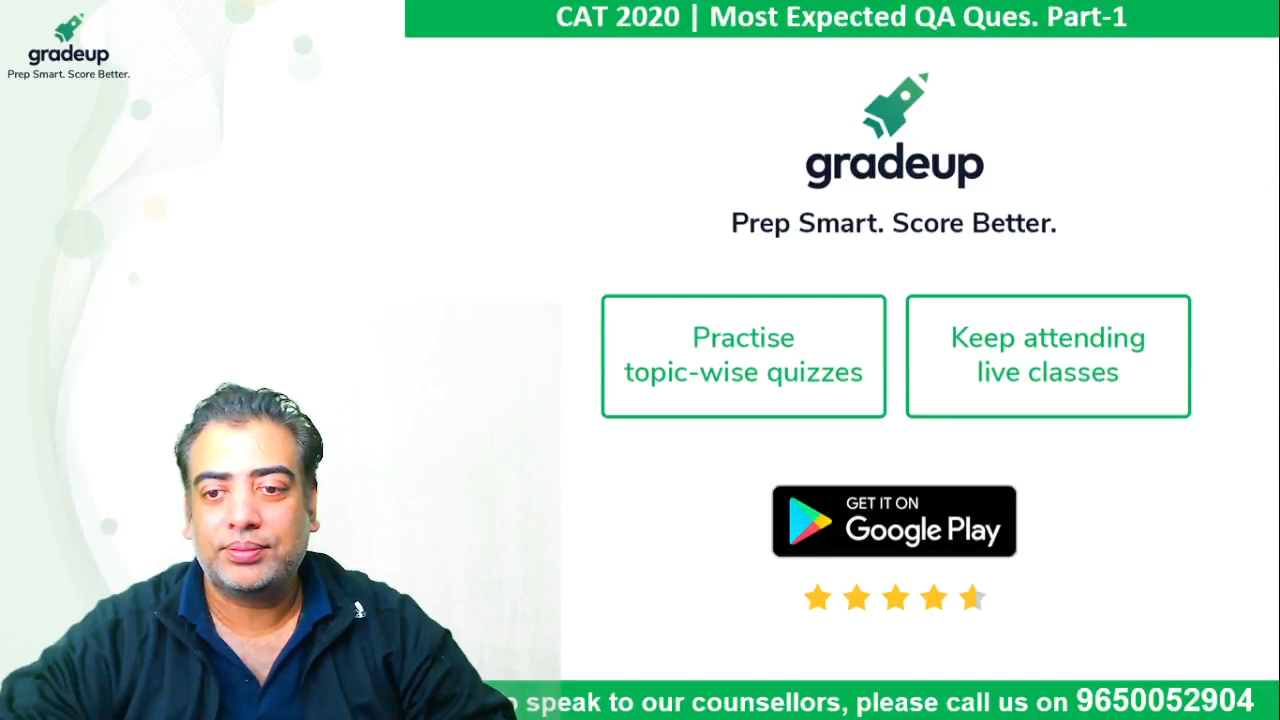 CAT 2020 | Most Expected QA Ques. Part-1
gradeup
Prep Smart. Score Better.
gradeup
Prep Smart. Score Better.
Practise
topic-wise quizzes
Keep attending
live classes
GET IT ON
Google Play
speak to our counsellors, please call us on 9650052904